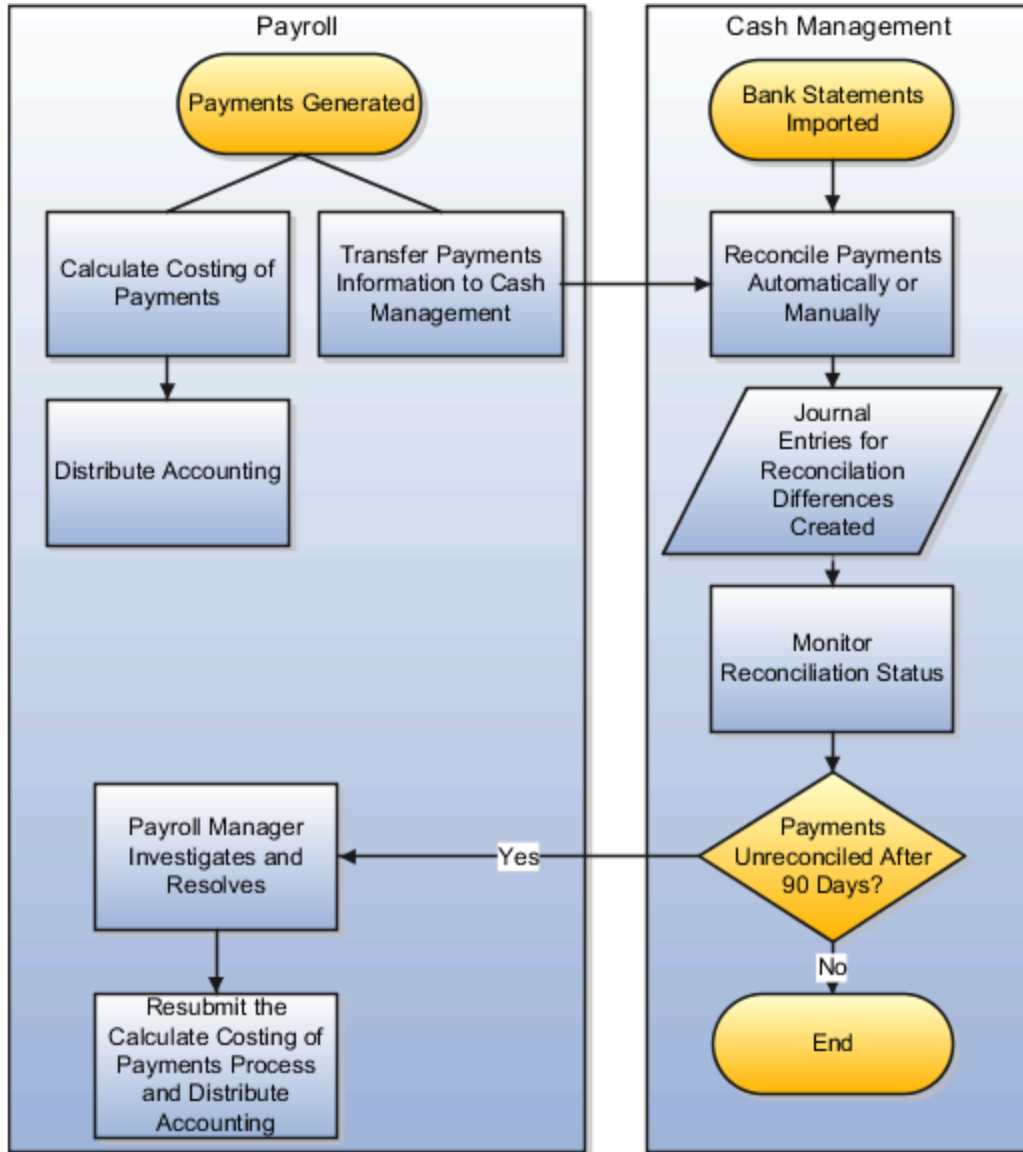 Payroll
Payments Generated
Calculate Costing of
Payments
Transfer Payments
Information to Cash
Management
Distribute Accounting
Payroll Manager
Investigates and
Resolves
Resubmit the
Calculate Costing of
Payments Process
and Distribute
Accounting
Cash Management
Bank Statements
Imported
Reconcile Payments
Automatically or
Manually
Journal
Entries for
Reconcilation
Differences
Created
Monitor
Reconciliation Status
Payments
Unreconciled After
90 Days?
Yes
No
End